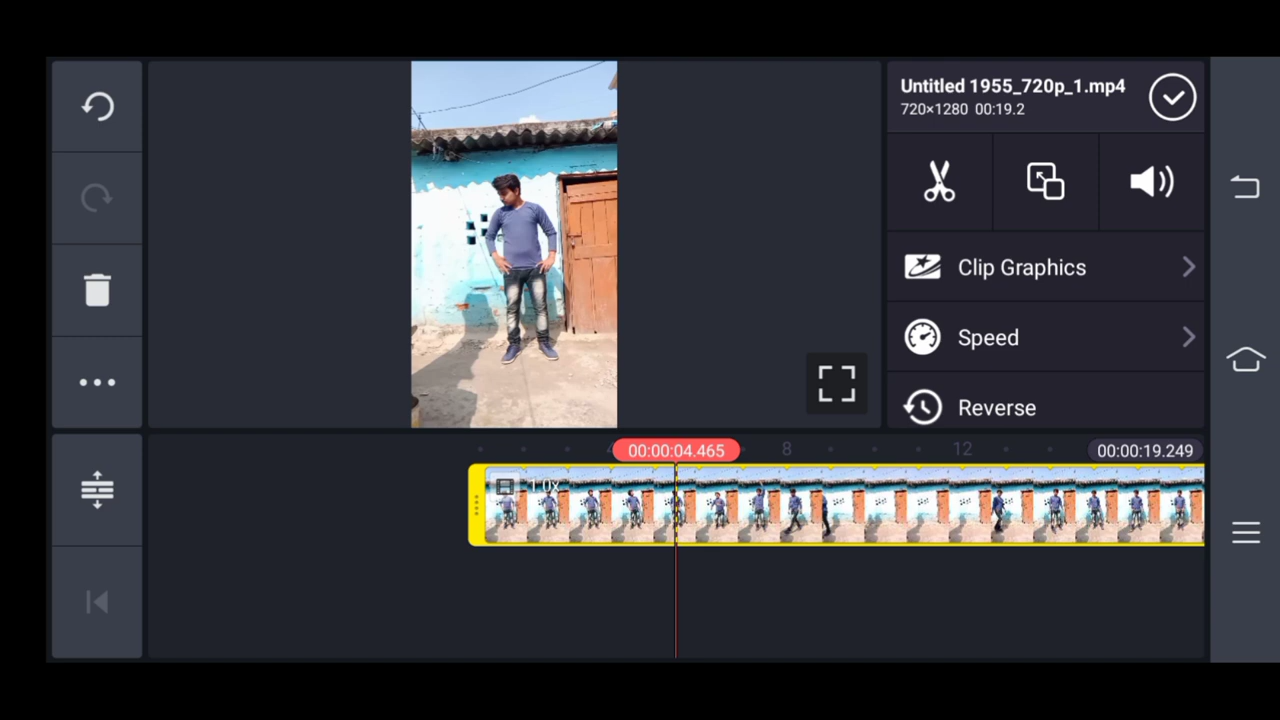 Untitled 1955_720p_1.mp4
720×1280 00:19.2
Clip Graphics
Speed
Reverse
00:00:04.465
8
12
00:00:19.249
1.0x